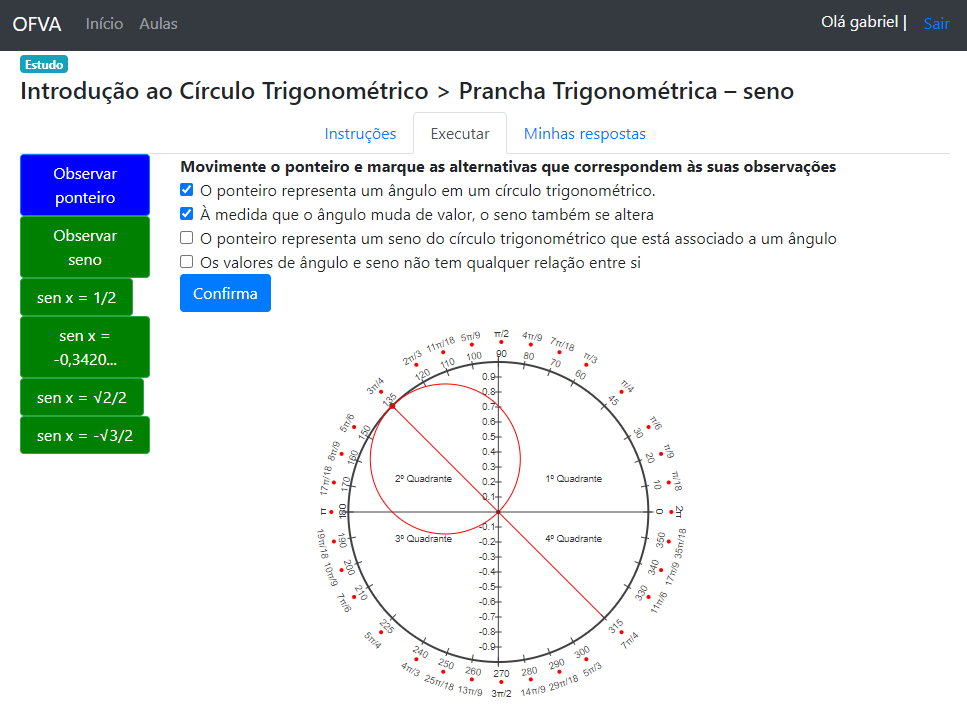 OFVA Início Aulas Olá gabriel | Sair
Estudo
Introdução ao Círculo Trigonométrico > Prancha Trigonométrica – seno
Instruções Executar Minhas respostas
Observar
ponteiro
Observar
seno
sen x = 1/2
sen x =
-0,3420...
sen x = √2/2
sen x = -√3/2
Movimente o ponteiro e marque as alternativas que correspondem às suas observações
O ponteiro representa um ângulo em um círculo trigonométrico.
À medida que o ângulo muda de valor, o seno também se altera
O ponteiro representa um seno do círculo trigonométrico que está associado a um ângulo
Os valores de ângulo e seno não tem qualquer relação entre si
Confirma
2π/3 11π/18 5π/9 π/2 4π/9 7π/18 π/3
120 110 100 90 80 70 60
3π/4 135 45 π/4
5π/6 150 30 π/6
8π/9 160 20 π/9
17π/18 170 10 π/18
π 180 0 2π
19π/18 190 350 35π/18
10π/9 200 340 17π/9
7π/6 210 330 11π/6
5π/4 225 315 7π/4
240 250 260 270 280 290 300
4π/3 25π/18 13π/9 3π/2 14π/9 29π/18 5π/3
0.9
0.8
0.7
0.6
0.5
0.4
0.3
0.2
0.1
-0.1
-0.2
-0.3
-0.4
-0.5
-0.6
-0.7
-0.8
-0.9
2º Quadrante 1º Quadrante
3º Quadrante 4º Quadrante